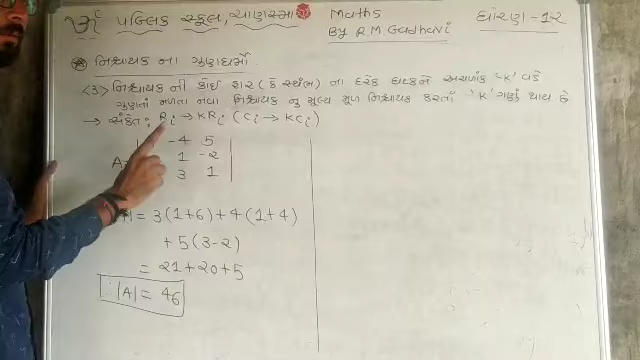 ૐ પબ્લિક સ્કૂલ, ચાણસ્મા Maths ધોરણ - ૧૨
By R.M Gadhavi
નિશ્ચાયક ના ગુણધર્મો
<3> નિશ્ચાયક ની કોઈ હાર (કે સ્થંભ) ના દરેક ઘટકને અચળાંક "K" વડે
ગુણતાં મળતા નવા નિશ્ચાયક નુ મૂલ્ય મૂળ નિશ્ચાયક કરતાં 'K' ગણું થાય છે
→ સંકેત: Ri → KRi (Ci → KCi)
-4 5
A= 1 -2
3 1
|A| = 3(1+6) + 4(1+4)
+ 5(3-2)
= 21+20+5
∴ |A| = 46